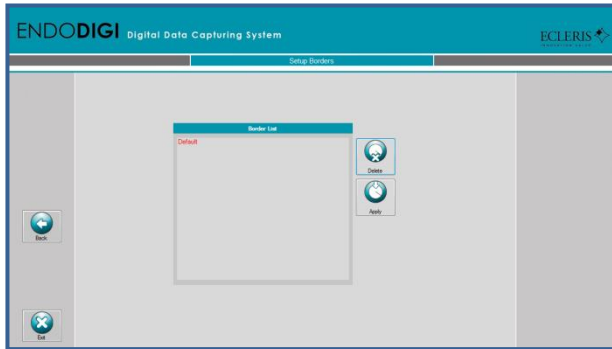 ENDODIGI Digital Data Capturing System
ECLERIS
Setup Borders
Border List
Default
Delete
Apply
Back
Exit